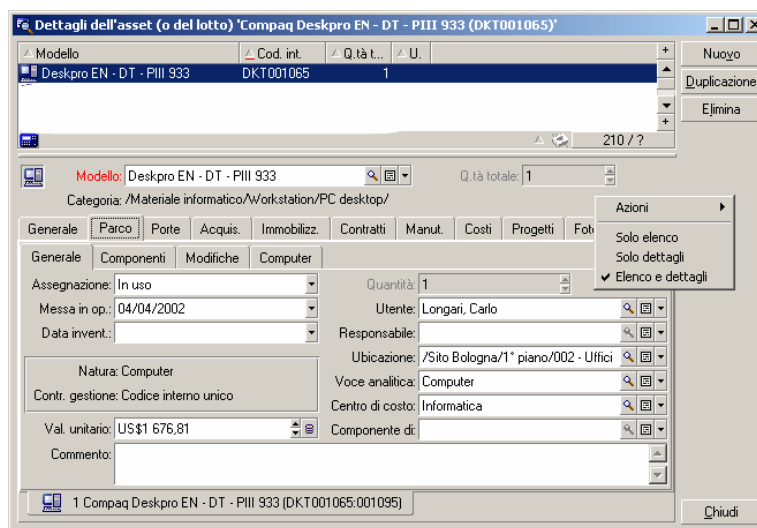 Dettagli dell'asset (o del lotto) 'Compaq Deskpro EN - DT - PIII 933 (DKT001065)'
Modello Cod. int. Q.tà t... U.
Deskpro EN - DT - PIII 933 DKT001065 1
210 / ?
Nuovo
Duplicazione
Elimina
Modello: Deskpro EN - DT - PIII 933 Q.tà totale: 1
Categoria: /Materiale informatico/Workstation/PC desktop/
Generale Parco Porte Acquis. Immobilizz. Contratti Manut. Costi Progetti Fot
Azioni
Solo elenco
Solo dettagli
Elenco e dettagli
Generale Componenti Modifiche Computer
Assegnazione: In uso Quantità: 1
Messa in op.: 04/04/2002 Utente: Longari, Carlo
Data invent.: Responsabile:
Ubicazione: /Sito Bologna/1° piano/002 - Uffici
Natura: Computer Voce analitica: Computer
Contr. gestione: Codice interno unico Centro di costo: Informatica
Val. unitario: US$1 676,81 Componente di:
Commento:
1 Compaq Deskpro EN - DT - PIII 933 (DKT001065:001095)
Chiudi